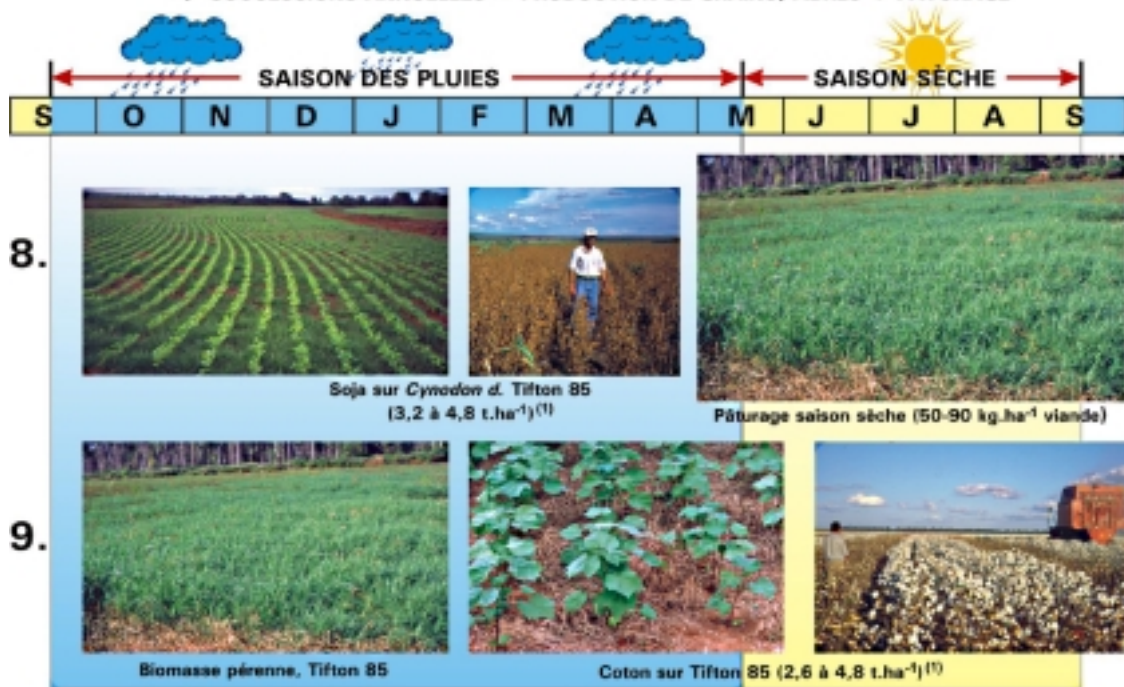 SAISON DES PLUIES SAISON SÈCHE
S O N D J F M A M J J A S
8.
Soja sur Cynodon d. Tifton 85
(3,2 à 4,8 t.ha⁻¹)⁽¹⁾
Pâturage saison sèche (50-90 kg.ha⁻¹ viande)
9.
Biomasse pérenne, Tifton 85
Coton sur Tifton 85 (2,6 à 4,8 t.ha⁻¹)⁽¹⁾